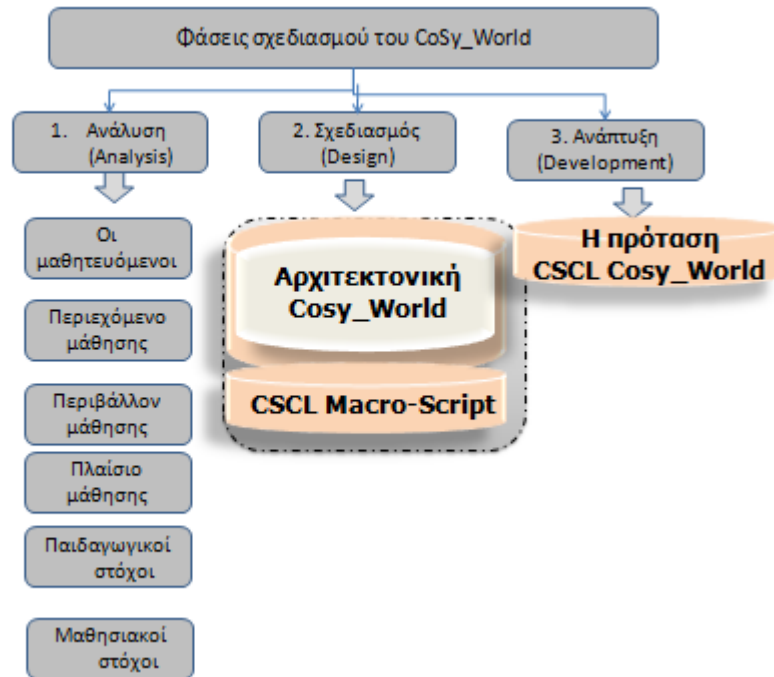 Φάσεις σχεδιασμού του CoSy_World
1. Ανάλυση
(Analysis)
2. Σχεδιασμός
(Design)
3. Ανάπτυξη
(Development)
Οι
μαθητευόμενοι
Περιεχόμενο
μάθησης
Περιβάλλον
μάθησης
Πλαίσιο
μάθησης
Παιδαγωγικοί
στόχοι
Μαθησιακοί
στόχοι
Αρχιτεκτονική
Cosy_World
CSCL Macro-Script
Η πρόταση
CSCL Cosy_World